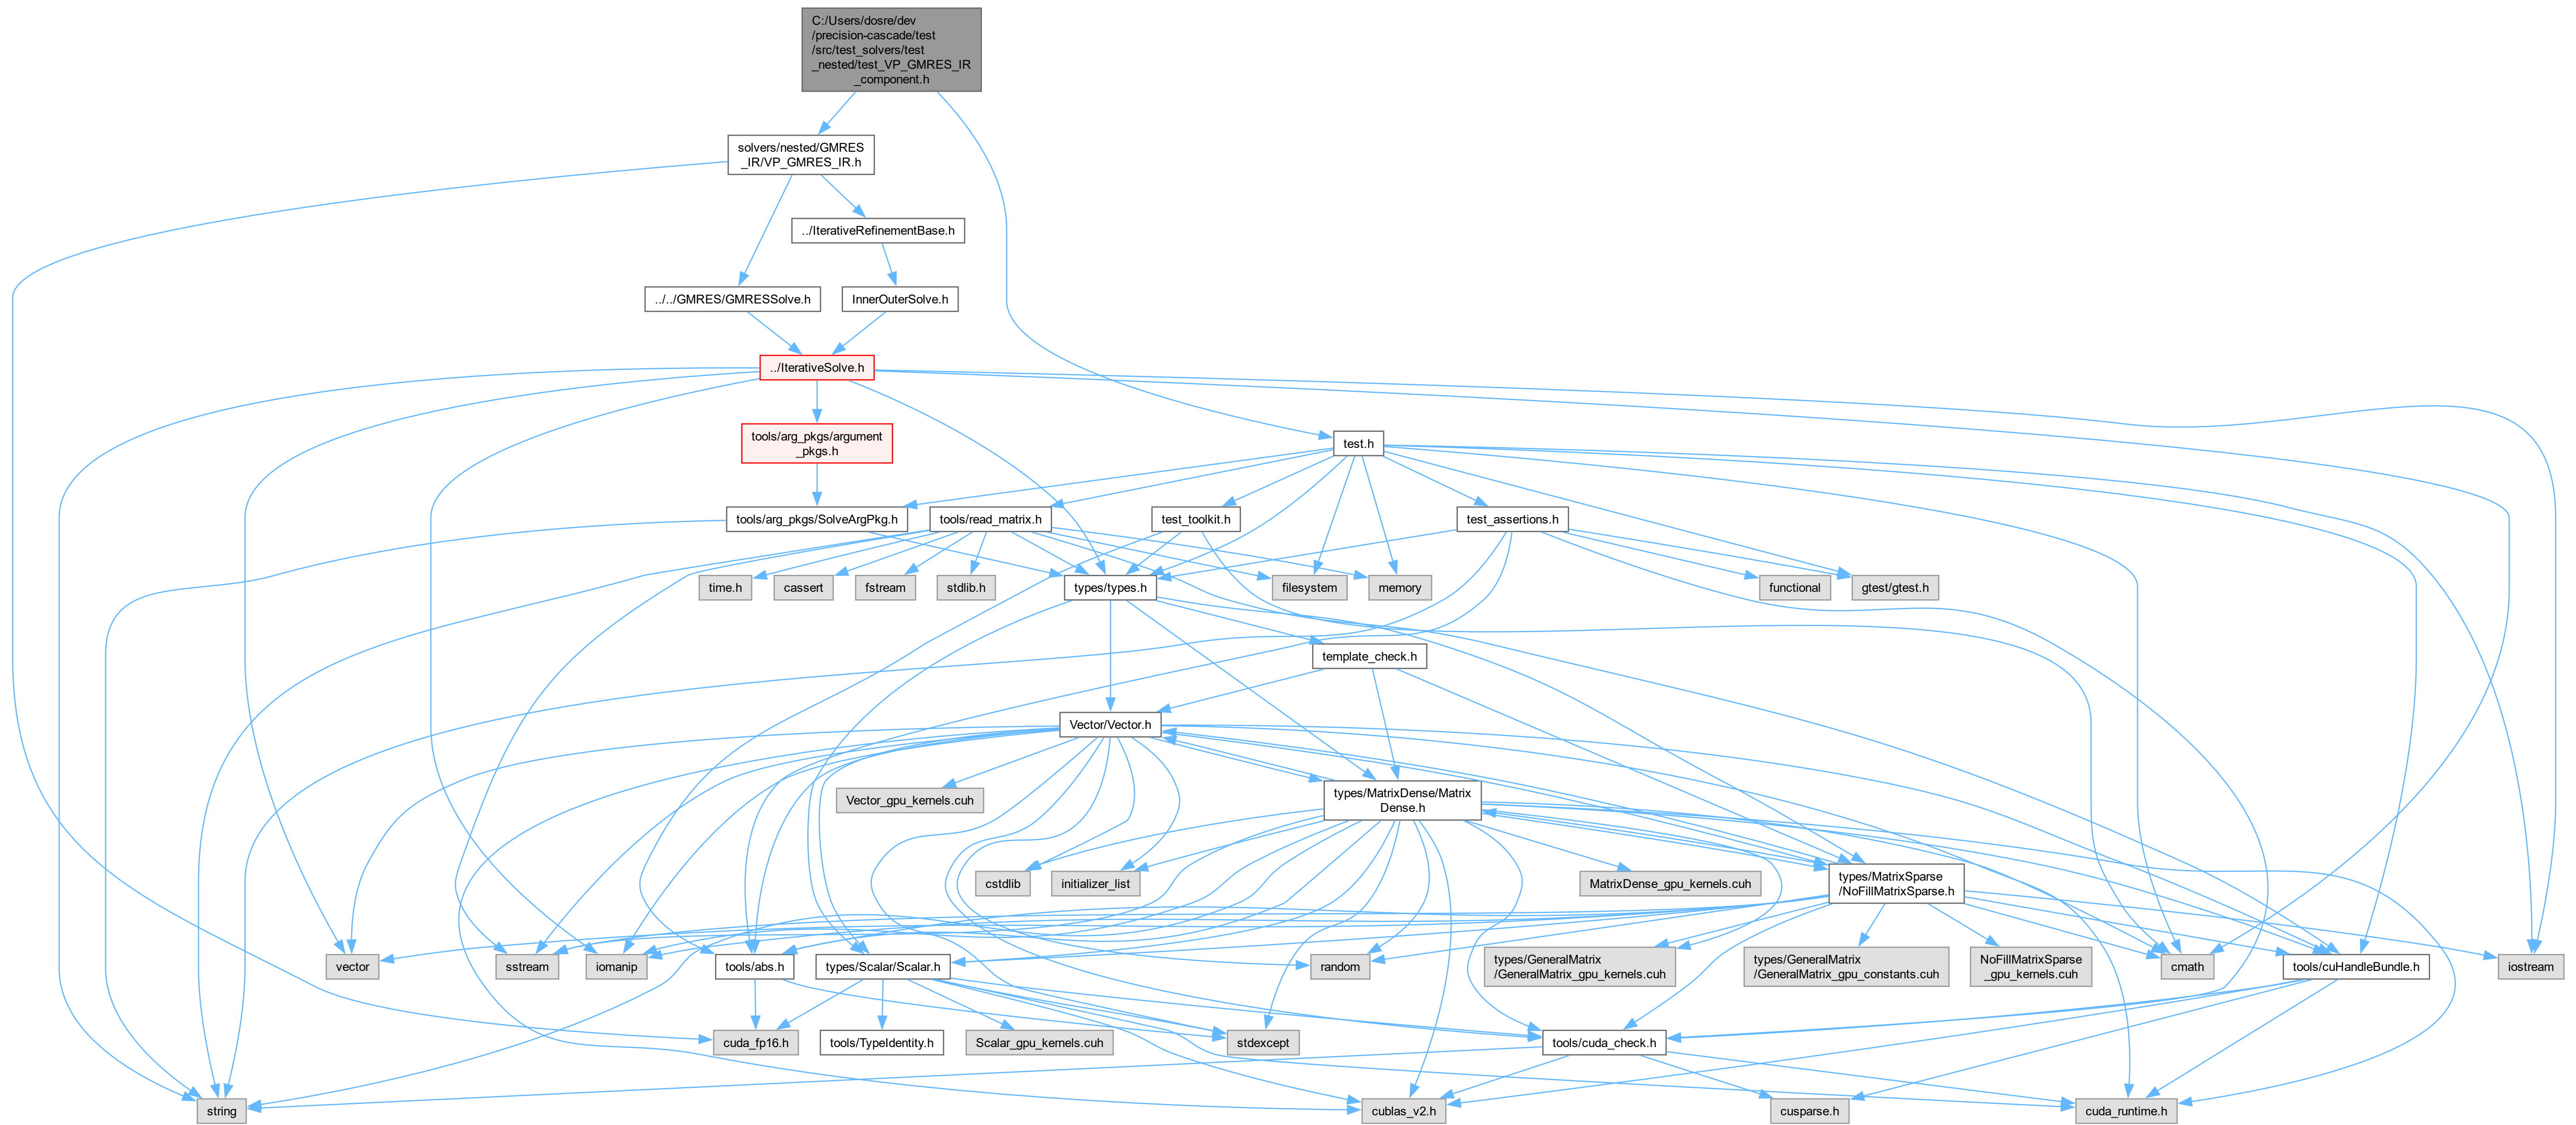 C:/Users/dosre/dev
/precision-cascade/test
/src/test_solvers/test
_nested/test_VP_GMRES_IR
_component.h
solvers/nested/GMRES
_IR/VP_GMRES_IR.h
../IterativeRefinementBase.h
../../GMRES/GMRESSolve.h
InnerOuterSolve.h
../IterativeSolve.h
tools/arg_pkgs/argument
_pkgs.h
test.h
tools/arg_pkgs/SolveArgPkg.h
tools/read_matrix.h
test_toolkit.h
test_assertions.h
time.h
cassert
fstream
stdlib.h
types/types.h
filesystem
memory
functional
gtest/gtest.h
template_check.h
Vector/Vector.h
Vector_gpu_kernels.cuh
types/MatrixDense/Matrix
Dense.h
cstdlib
initializer_list
MatrixDense_gpu_kernels.cuh
types/MatrixSparse
/NoFillMatrixSparse.h
vector
sstream
iomanip
tools/abs.h
types/Scalar/Scalar.h
random
types/GeneralMatrix
/GeneralMatrix_gpu_kernels.cuh
types/GeneralMatrix
/GeneralMatrix_gpu_constants.cuh
NoFillMatrixSparse
_gpu_kernels.cuh
cmath
tools/cuHandleBundle.h
iostream
cuda_fp16.h
tools/TypeIdentity.h
Scalar_gpu_kernels.cuh
stdexcept
tools/cuda_check.h
string
cublas_v2.h
cusparse.h
cuda_runtime.h